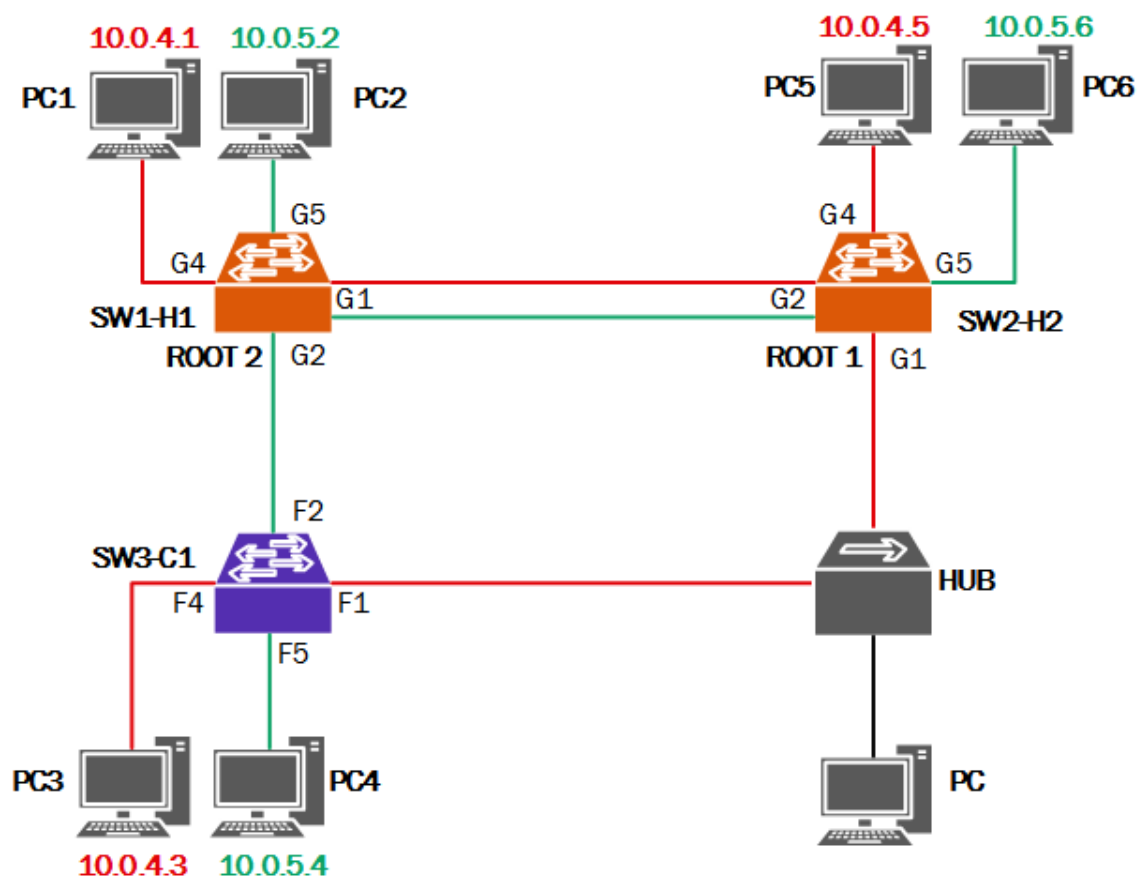 10.0.4.1
10.0.5.2
10.0.4.5
10.0.5.6
PC1
PC2
PC5
PC6
G5
G4
G4
G5
G1
G2
SW1-H1
SW2-H2
ROOT 2
G2
ROOT 1
G1
F2
SW3-C1
HUB
F4
F1
F5
PC3
PC4
PC
10.0.4.3
10.0.5.4